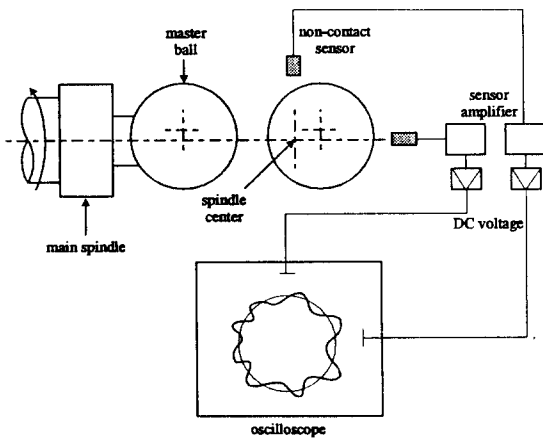 master
ball
non-contact
sensor
sensor
amplifier
spindle
center
main spindle
DC voltage
oscilloscope